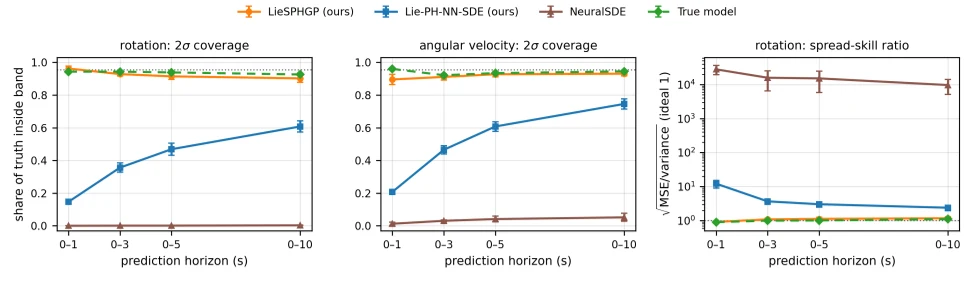 LieSPHGP (ours) Lie-PH-NN-SDE (ours) NeuralSDE True model
rotation: 2σ coverage
share of truth inside band
1.0
0.8
0.6
0.4
0.2
0.0
0–1 0–3 0–5 0–10
prediction horizon (s)
angular velocity: 2σ coverage
1.0
0.8
0.6
0.4
0.2
0.0
0–1 0–3 0–5 0–10
prediction horizon (s)
rotation: spread-skill ratio
√MSE/variance (ideal 1)
10⁴
10³
10²
10¹
10⁰
0–1 0–3 0–5 0–10
prediction horizon (s)